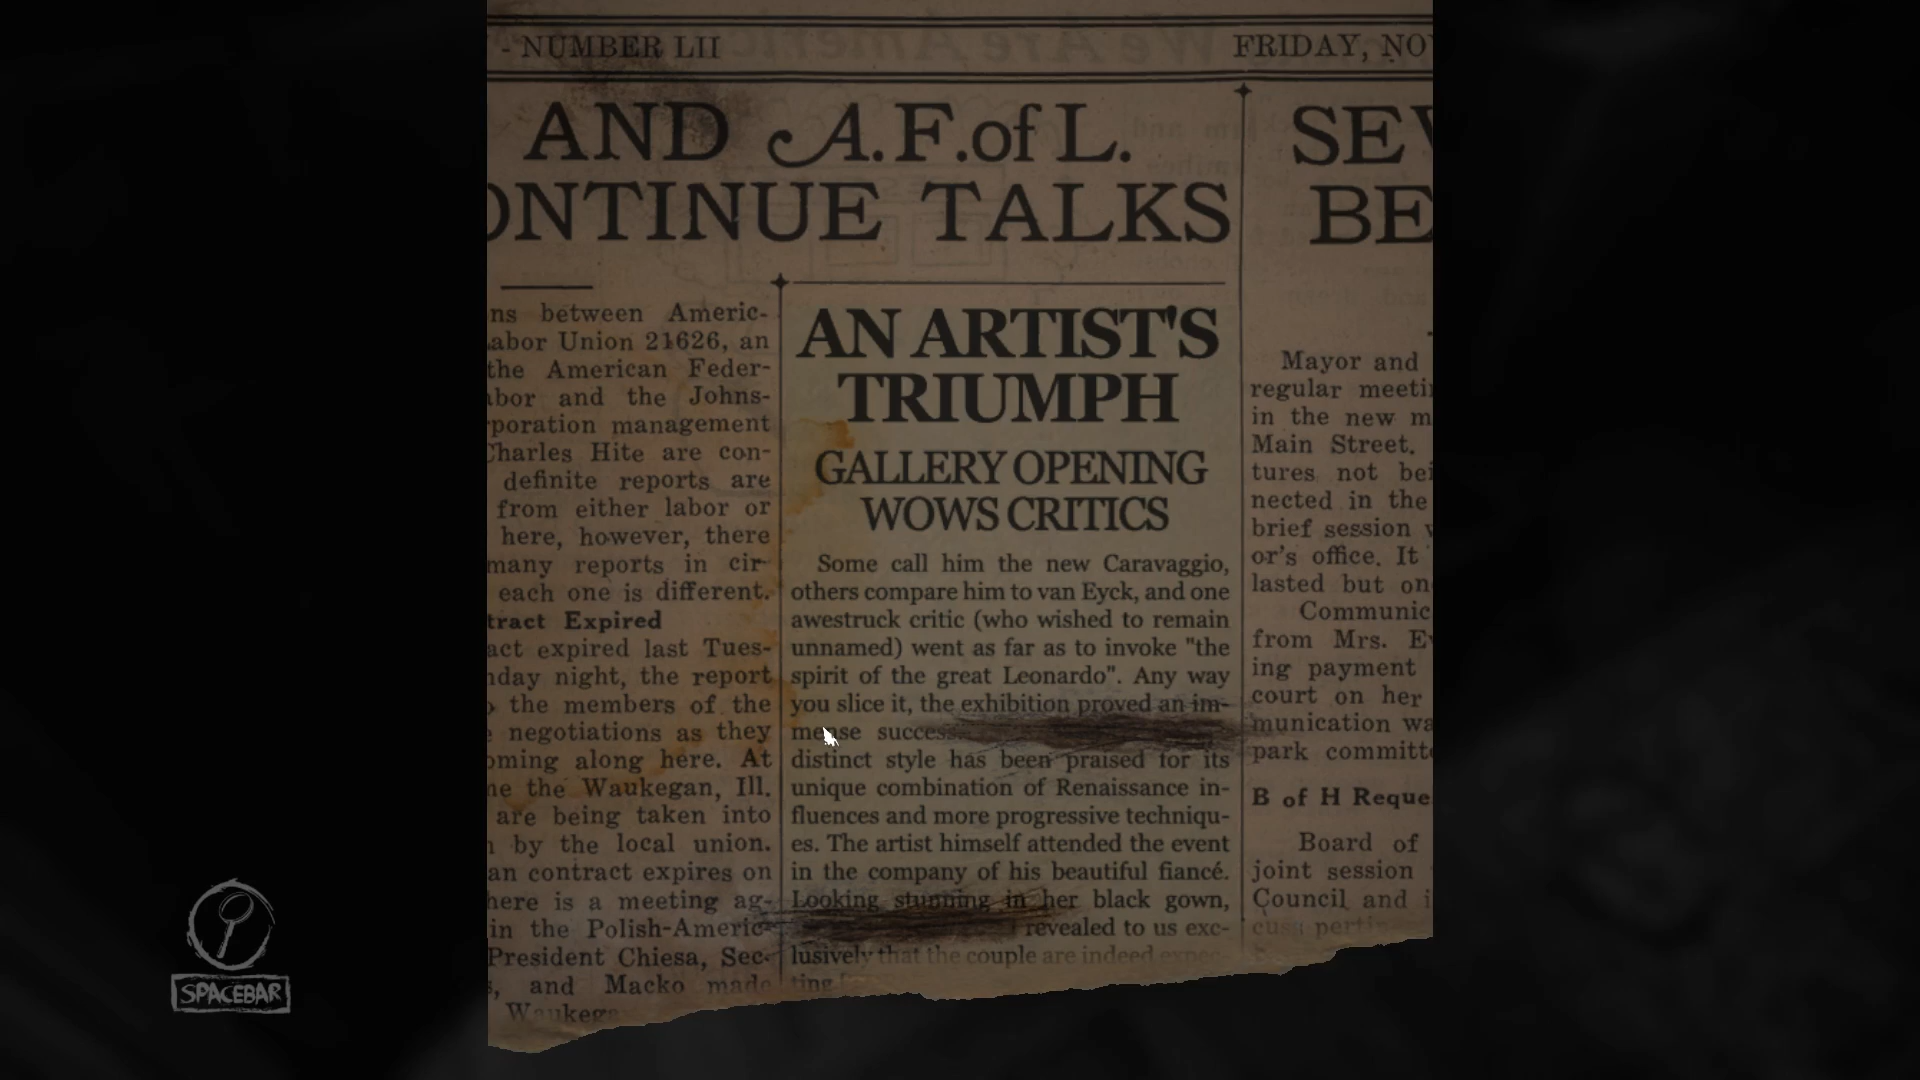 - NUMBER LII
FRIDAY, NO
AND A.F.of L.
ONTINUE TALKS
ns between Americ-
abor Union 21626, an
the American Feder-
abor and the Johns-
rporation management
Charles Hite are con-
definite reports are
from either labor or
here, however, there
many reports in cir-
each one is different.
tract Expired
act expired last Tues-
nday night, the report
the members of the
negotiations as they
oming along here. At
he the Waukegan, Ill.
are being taken into
by the local union.
an contract expires on
here is a meeting ag-
in the Polish-Americ-
President Chiesa, Sec-
s, and Macko made
Waukega
AN ARTIST'S
TRIUMPH
GALLERY OPENING
WOWS CRITICS
Some call him the new Caravaggio,
others compare him to van Eyck, and one
awestruck critic (who wished to remain
unnamed) went as far as to invoke "the
spirit of the great Leonardo". Any way
you slice it, the exhibition proved an im-
mense success
distinct style has been praised for its
unique combination of Renaissance in-
fluences and more progressive techniqu-
es. The artist himself attended the event
in the company of his beautiful fiancé.
Looking stunning in her black gown,
revealed to us exc-
lusively that the couple are indeed expec-
ting
SEV
BE
Mayor and
regular meeti
in the new m
Main Street.
tures not bei
nected in the
brief session
or's office. It
lasted but on
Communic
from Mrs. E
ing payment
court on her
munication wa
park committe
B of H Reque
Board of
joint session
Council and i
cuss pertin
SPACEBAR